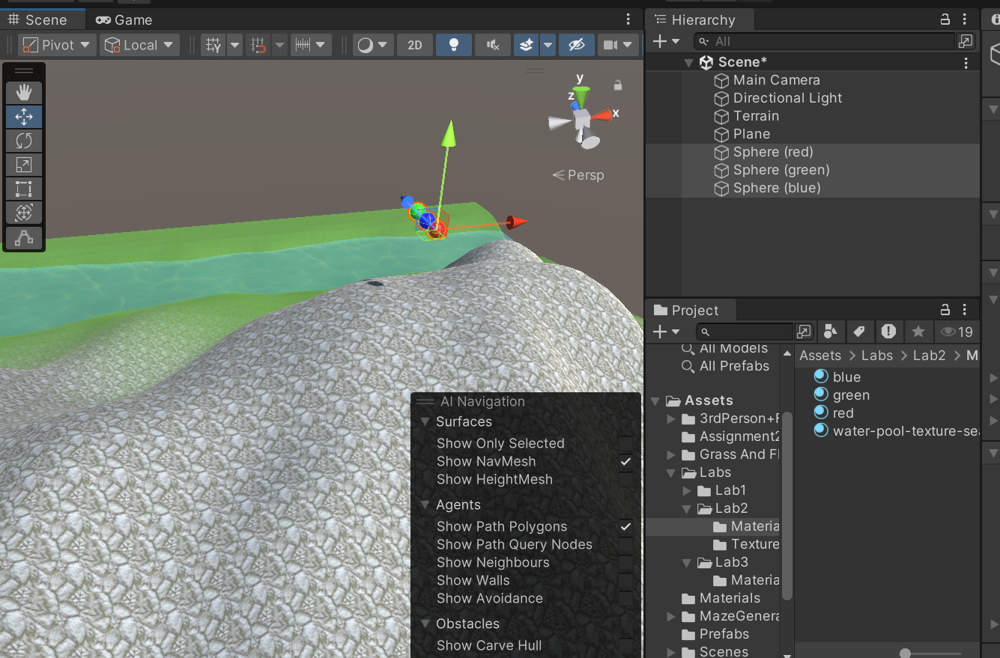 Scene
Game
Pivot
Local
2D
y
z
x
Persp
AI Navigation
Surfaces
Show Only Selected
Show NavMesh
Show HeightMesh
Agents
Show Path Polygons
Show Path Query Nodes
Show Neighbours
Show Walls
Show Avoidance
Obstacles
Show Carve Hull
Hierarchy
All
Scene*
Main Camera
Directional Light
Terrain
Plane
Sphere (red)
Sphere (green)
Sphere (blue)
Project
19
All Models
All Prefabs
Assets
3rdPerson+F
Assignment2
Grass And Fl
Labs
Lab1
Lab2
Materia
Texture
Lab3
Materia
Materials
MazeGenera
Prefabs
Scenes
Assets > Labs > Lab2 > M
blue
green
red
water-pool-texture-sea